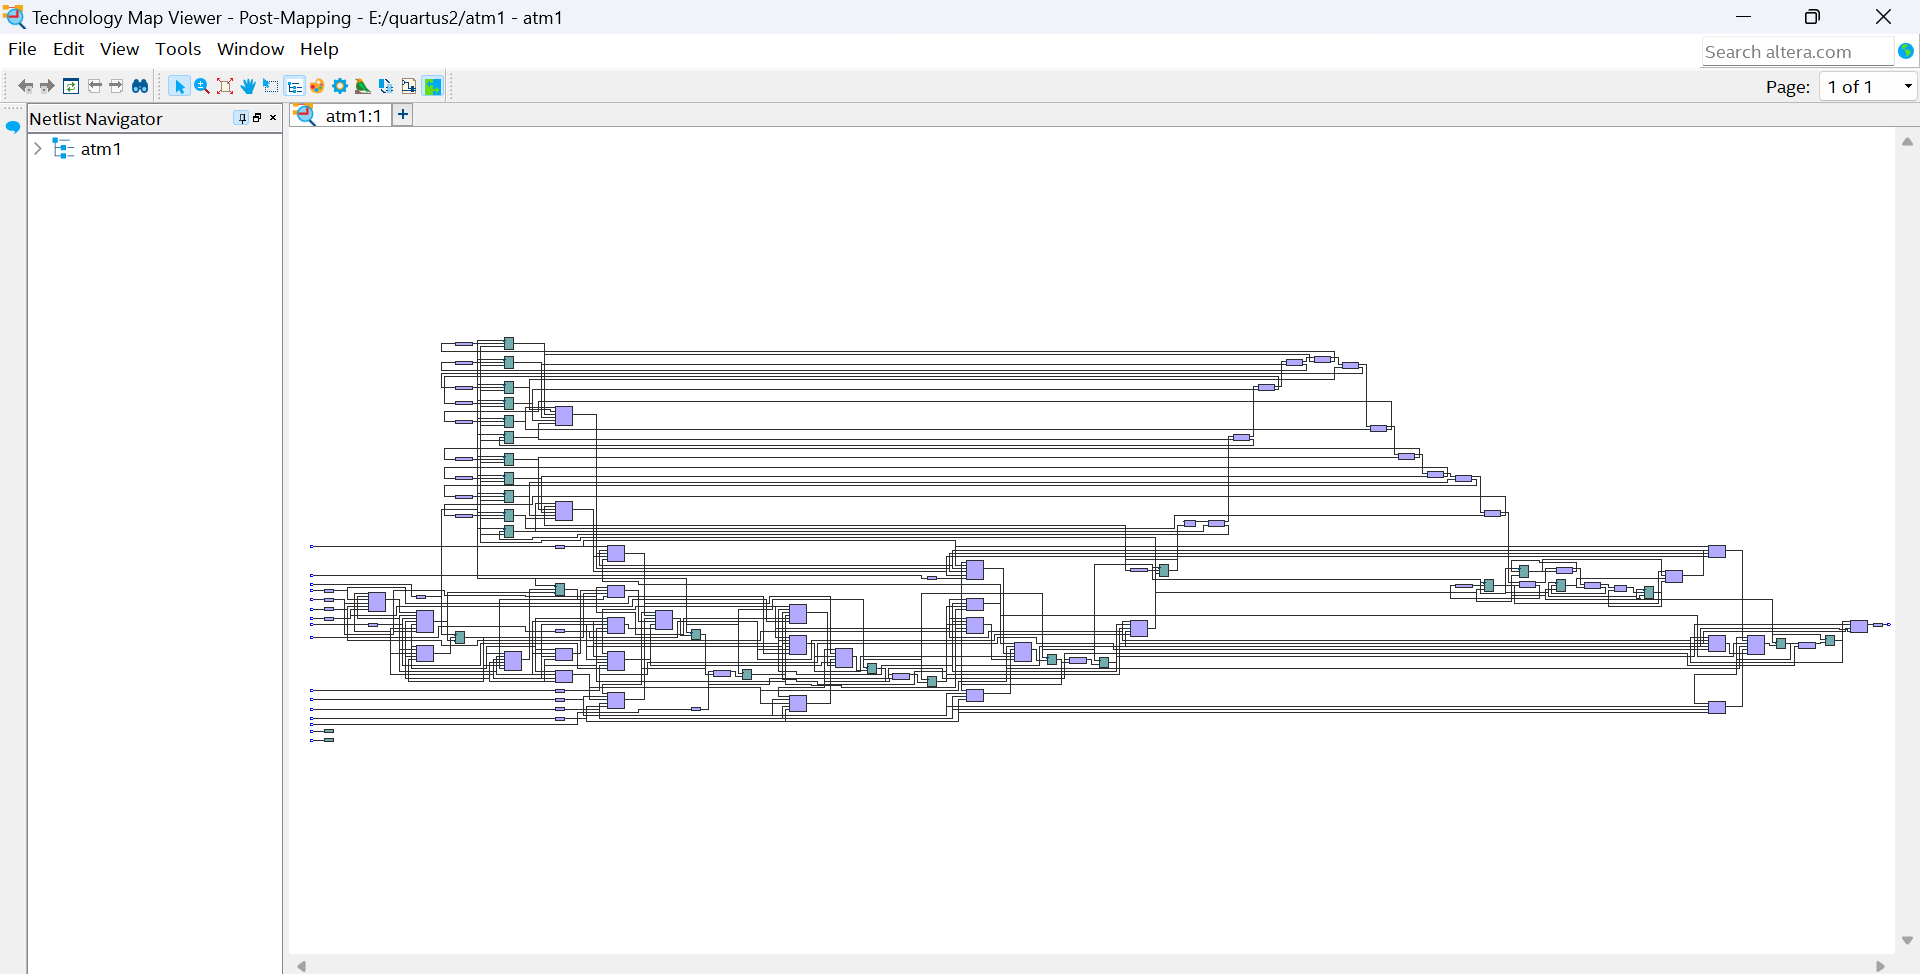 Technology Map Viewer - Post-Mapping - E:/quartus2/atm1 - atm1
File Edit View Tools Window Help
Search altera.com
Page: 1 of 1
Netlist Navigator
atm1:1
+
atm1